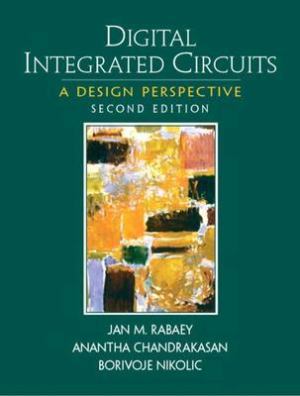 DIGITAL
INTEGRATED CIRCUITS
A DESIGN PERSPECTIVE
SECOND EDITION
JAN M. RABAEY
ANANTHA CHANDRAKASAN
BORIVOJE NIKOLIC